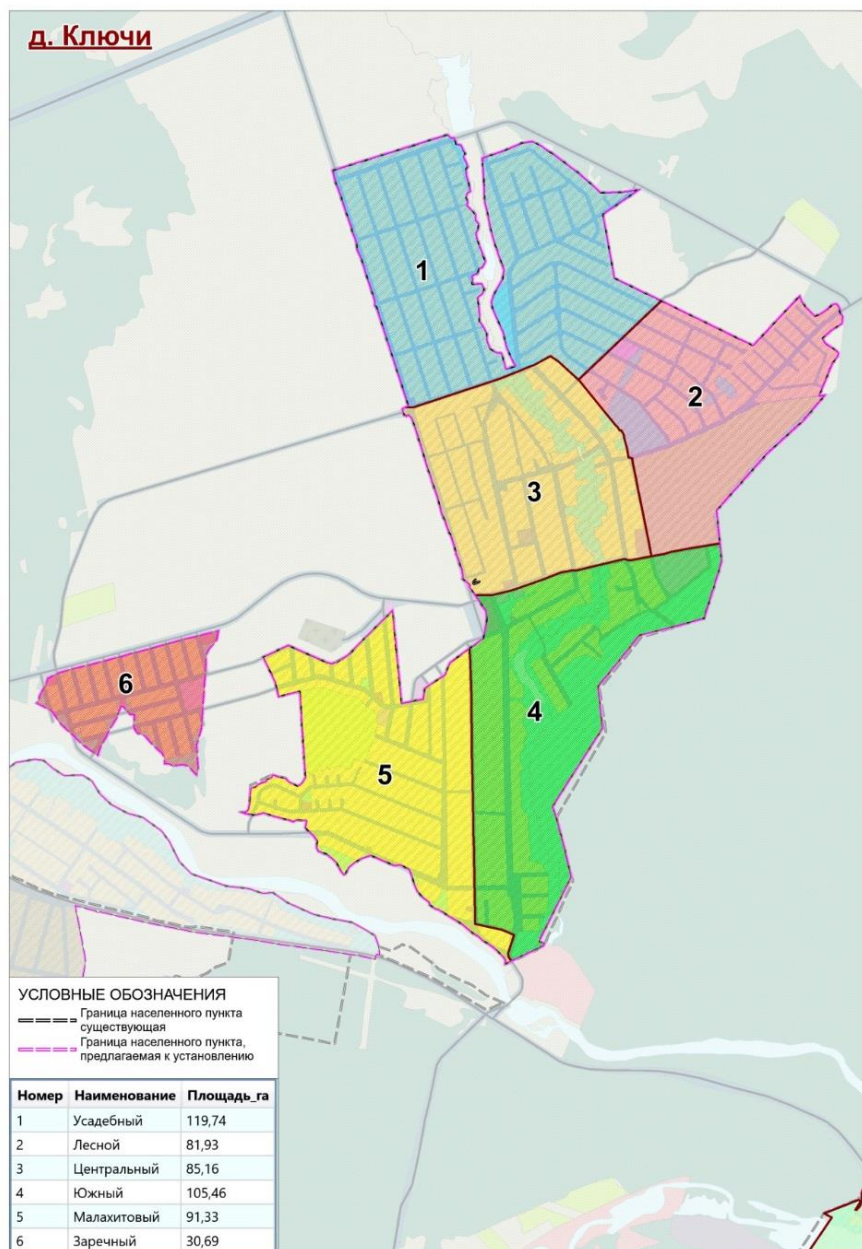 д. Ключи
1
2
3
4
6
5
УСЛОВНЫЕ ОБОЗНАЧЕНИЯ
Граница населенного пункта
существующая
Граница населенного пункта,
предлагаемая к установлению
Номер Наименование Площадь_га
1 Усадебный 119,74
2 Лесной 81,93
3 Центральный 85,16
4 Южный 105,46
5 Малахитовый 91,33
6 Заречный 30,69